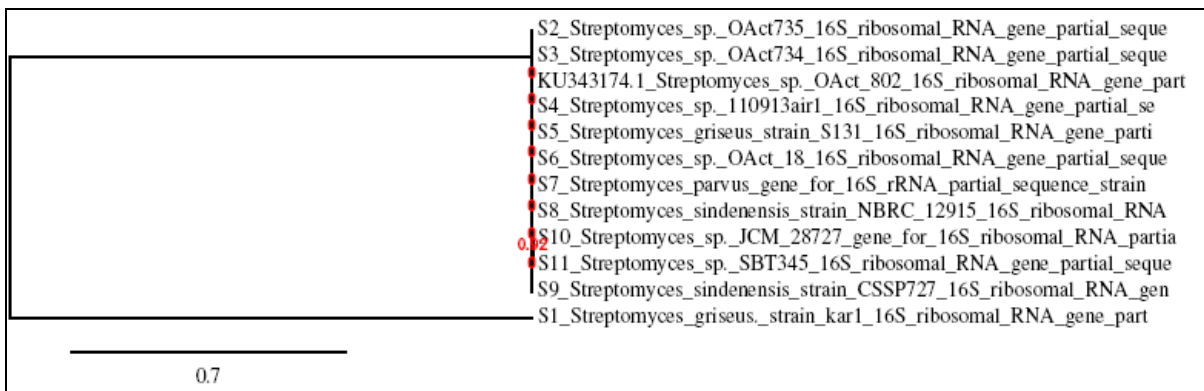 S2_Streptomyces_sp._OAct735_16S_ribosomal_RNA_gene_partial_seque
S3_Streptomyces_sp._OAct734_16S_ribosomal_RNA_gene_partial_seque
KU343174.1_Streptomyces_sp._OAct_802_16S_ribosomal_RNA_gene_part
S4_Streptomyces_sp._110913air1_16S_ribosomal_RNA_gene_partial_se
S5_Streptomyces_griseus_strain_S131_16S_ribosomal_RNA_gene_parti
S6_Streptomyces_sp._OAct_18_16S_ribosomal_RNA_gene_partial_seque
S7_Streptomyces_parvus_gene_for_16S_rRNA_partial_sequence_strain
S8_Streptomyces_sindenensis_strain_NBRC_12915_16S_ribosomal_RNA
S10_Streptomyces_sp._JCM_28727_gene_for_16S_ribosomal_RNA_partia
S11_Streptomyces_sp._SBT345_16S_ribosomal_RNA_gene_partial_seque
S9_Streptomyces_sindenensis_strain_CSSP727_16S_ribosomal_RNA_gen
S1_Streptomyces_griseus._strain_kar1_16S_ribosomal_RNA_gene_part
0.7